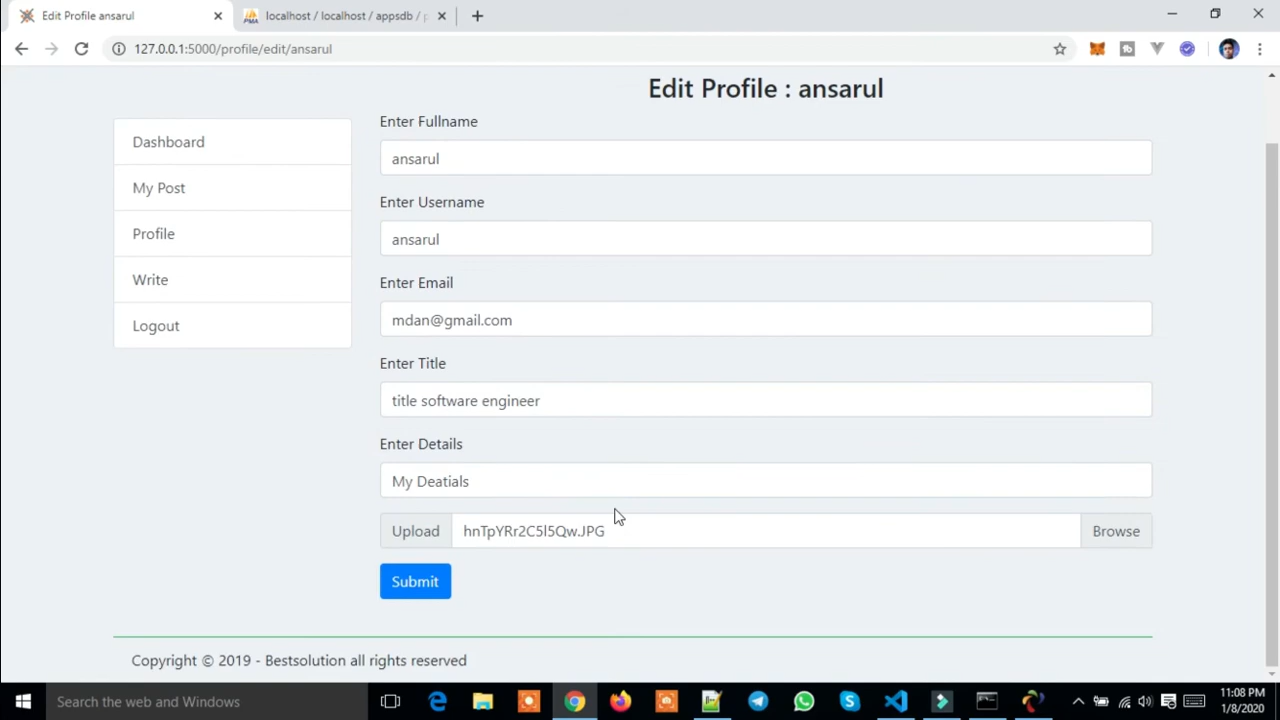 Edit Profile ansarul
localhost / localhost / appsdb /
127.0.0.1:5000/profile/edit/ansarul
Edit Profile : ansarul
Dashboard
My Post
Profile
Write
Logout
Enter Fullname
ansarul
Enter Username
ansarul
Enter Email
mdan@gmail.com
Enter Title
title software engineer
Enter Details
My Deatials
Upload hnTpYRr2C5l5Qw.JPG Browse
Submit
Copyright © 2019 - Bestsolution all rights reserved
Search the web and Windows
11:08 PM
1/8/2020